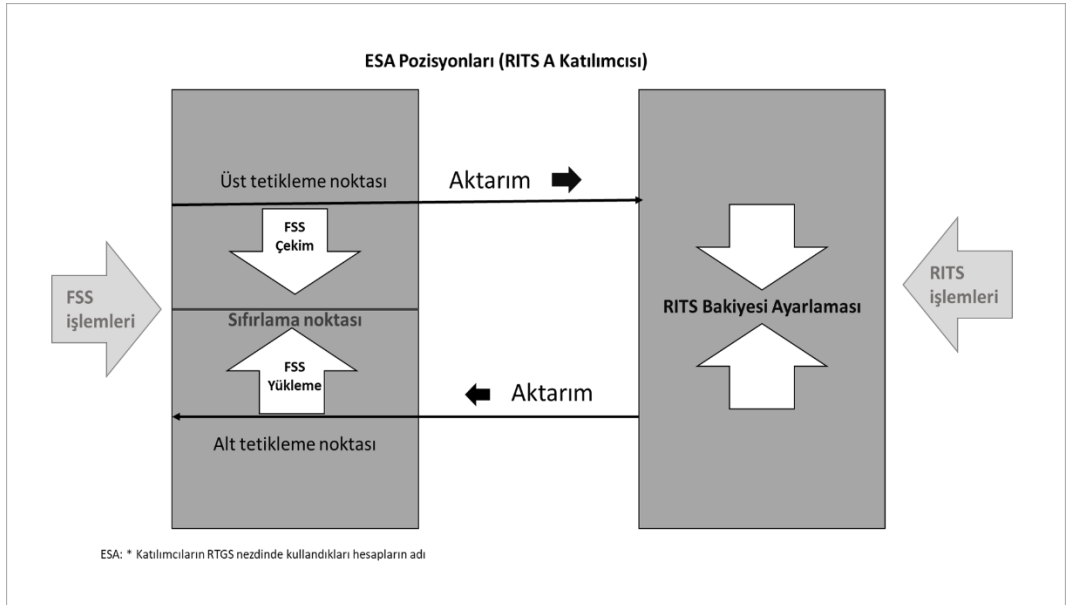 ESA Pozisyonları (RITS A Katılımcısı)
Üst tetikleme noktası
Aktarım
FSS
Çekim
FSS
işlemleri
Sıfırlama noktası
RITS Bakiyesi Ayarlaması
RITS
işlemleri
FSS
Yükleme
Aktarım
Alt tetikleme noktası
ESA: * Katılımcıların RTGS nezdinde kullandıkları hesapların adı